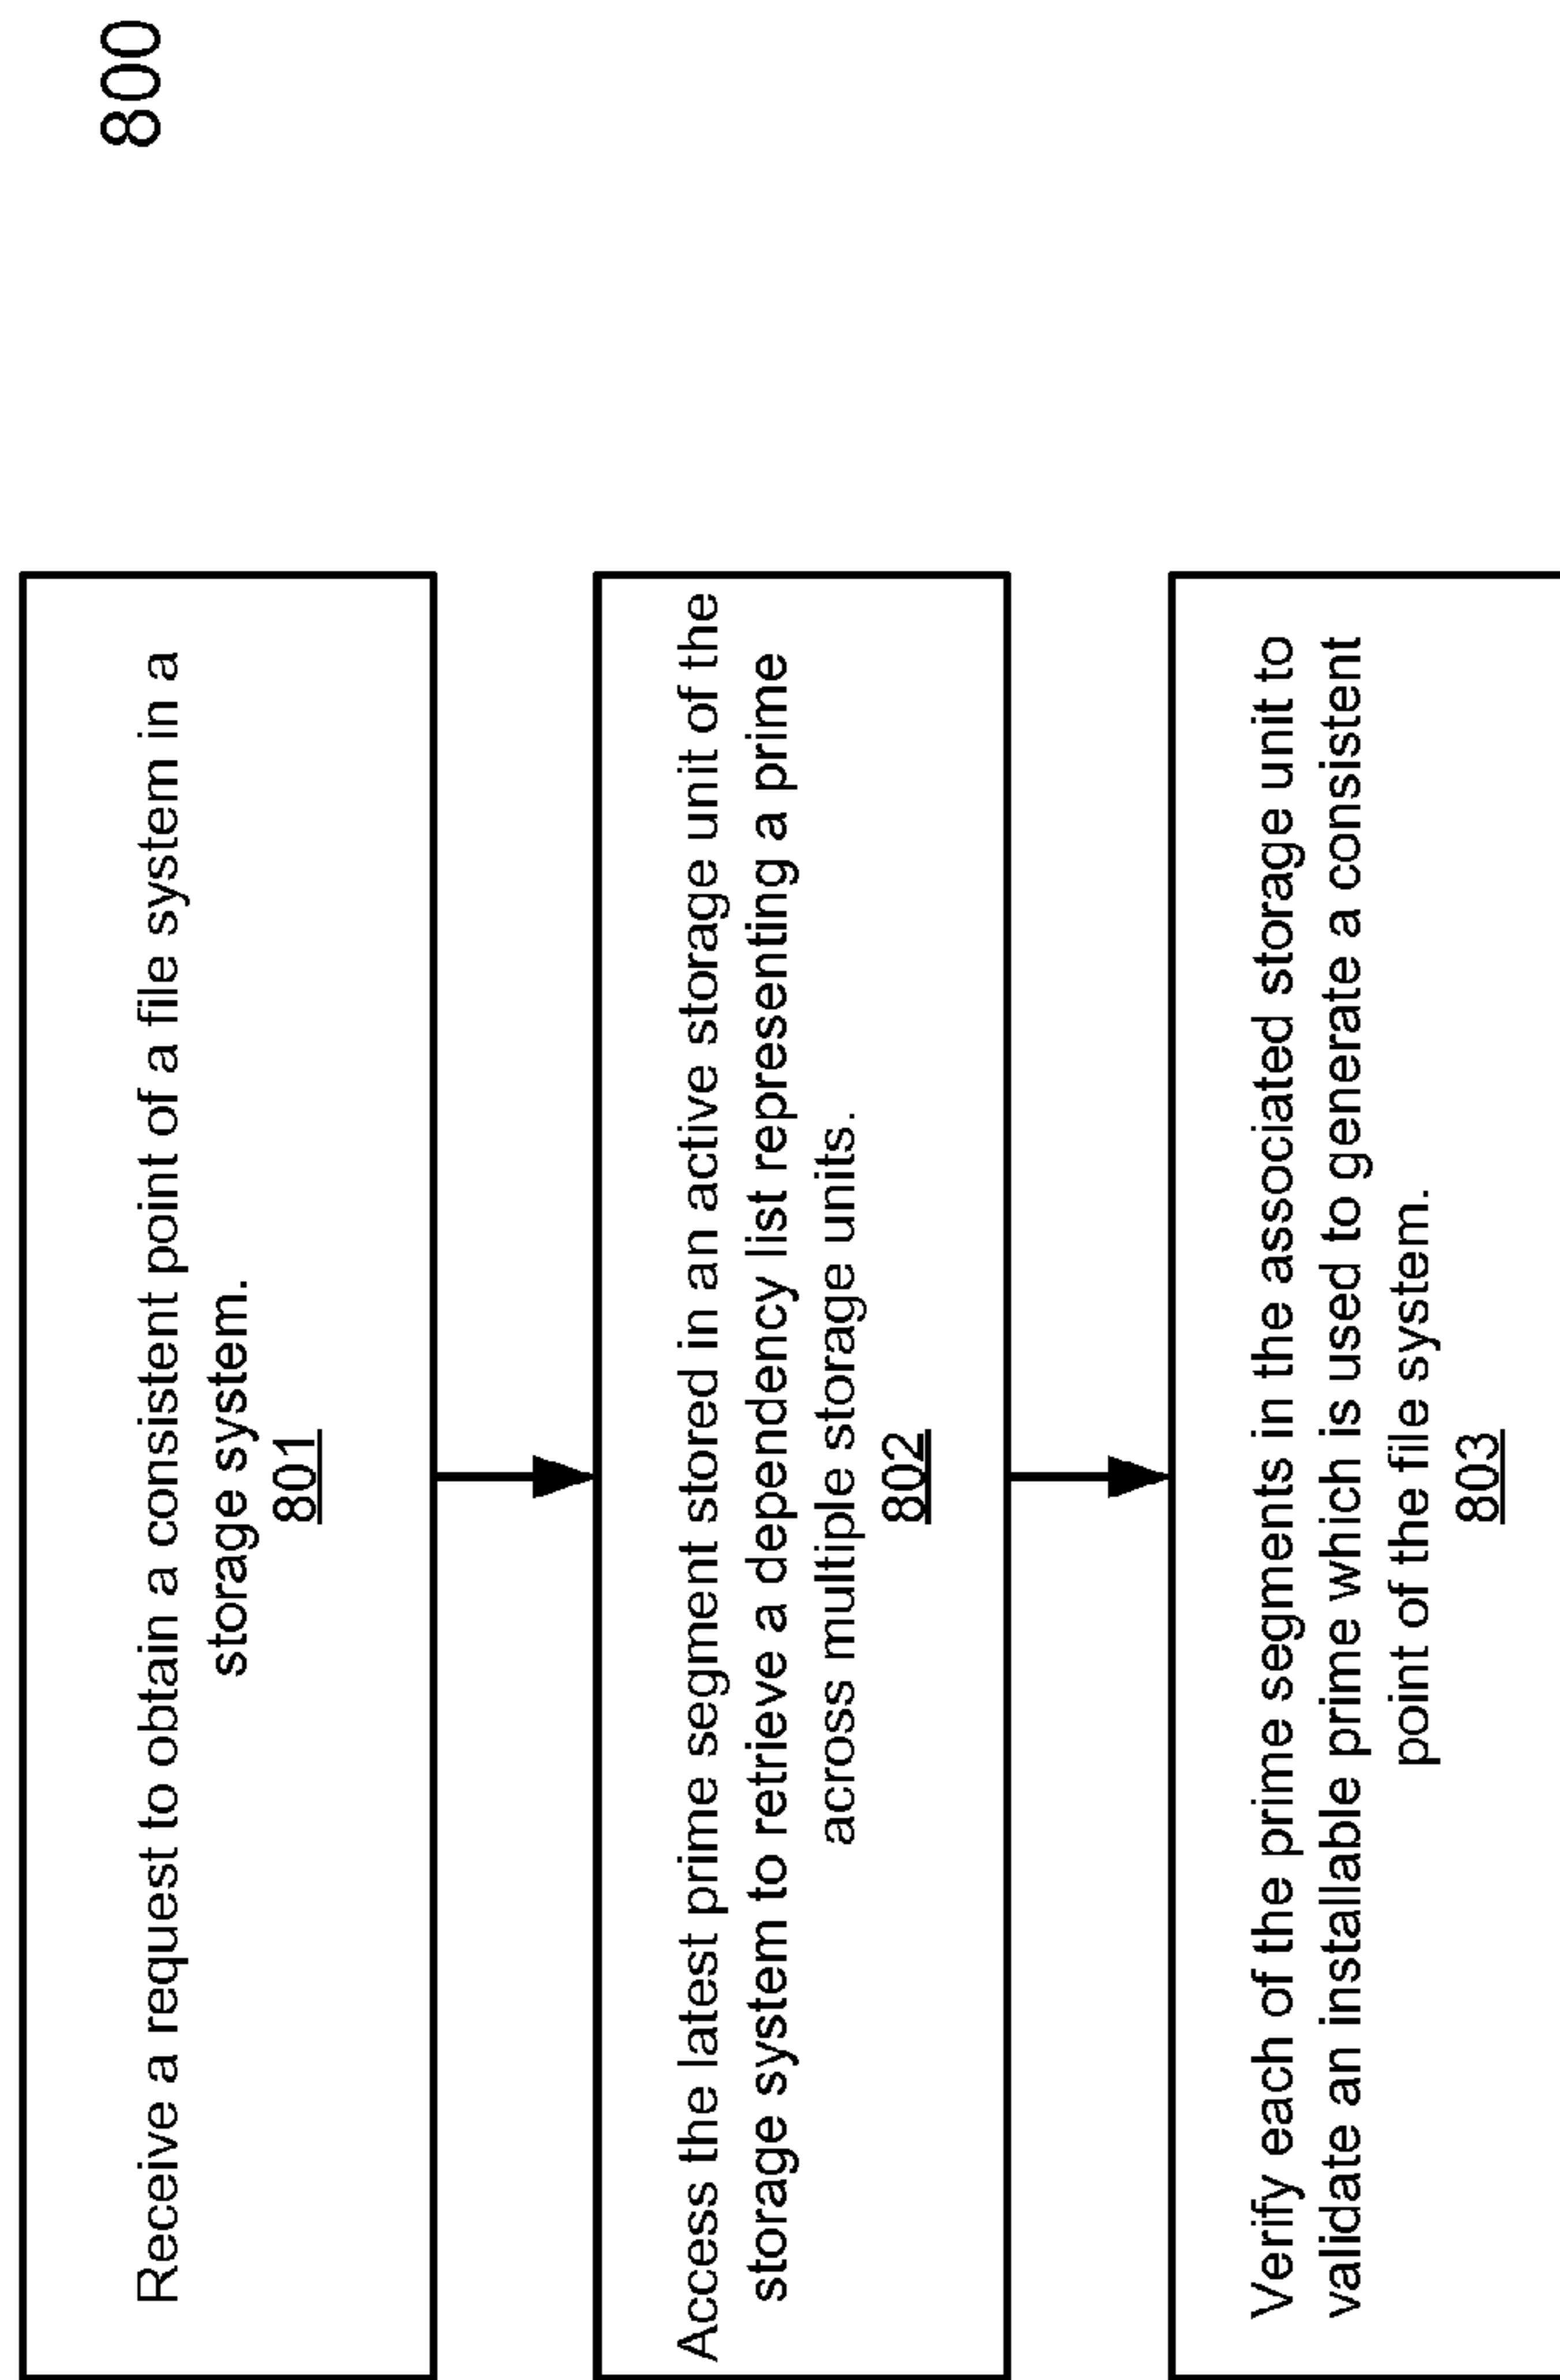 800
Receive a request to obtain a consistent point of a file system in a
storage system.
801
Access the latest prime segment stored in an active storage unit of the
storage system to retrieve a dependency list representing a prime
across multiple storage units.
802
Verify each of the prime segments in the associated storage unit to
validate an installable prime which is used to generate a consistent
point of the file system.
803